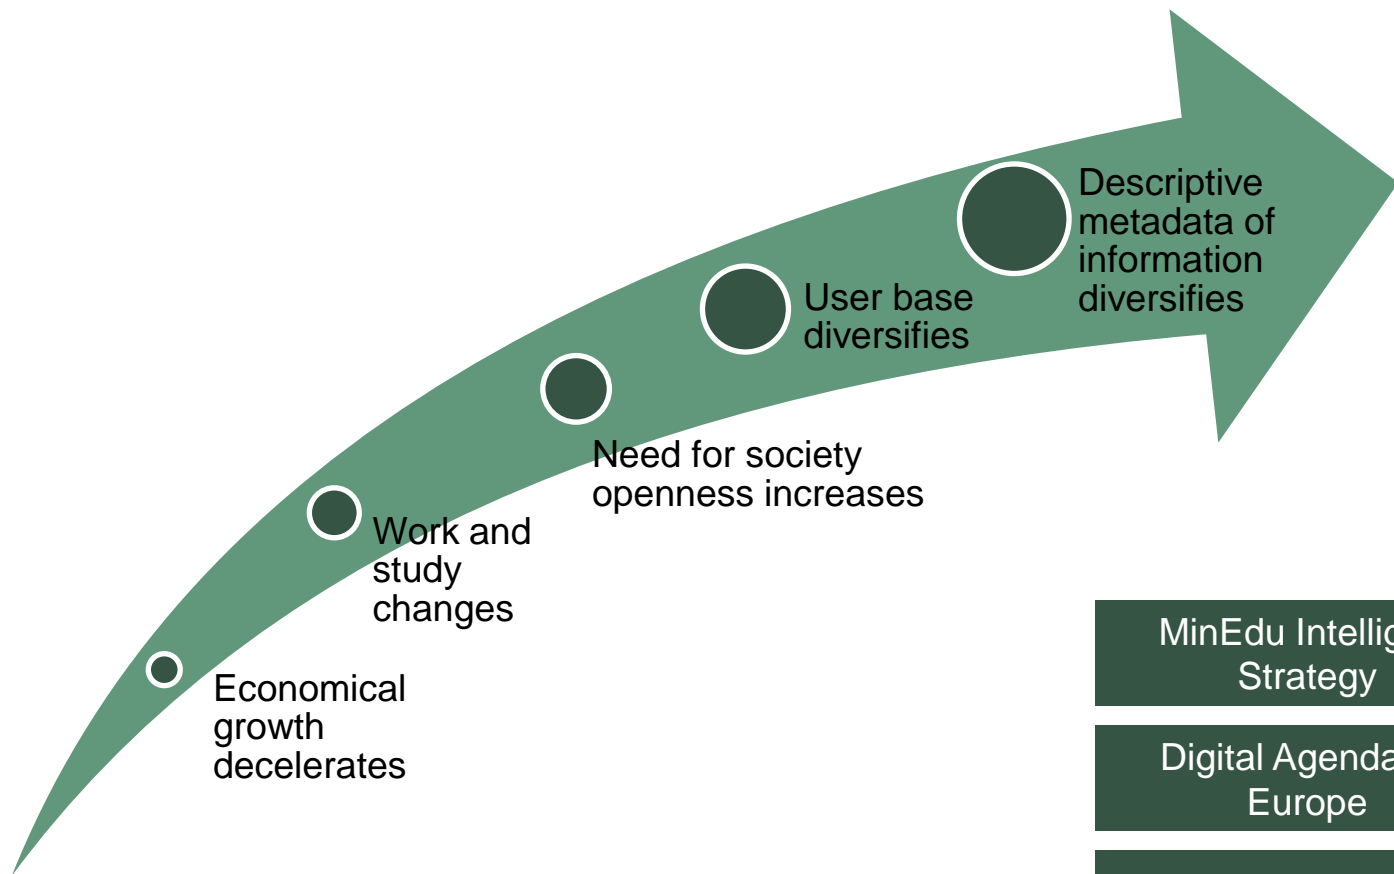 Descriptive
metadata of
information
diversifies
User base
diversifies
Need for society
openness increases
Work and
study
changes
Economical
growth
decelerates
MinEdu
Strategy
Digital
Europe